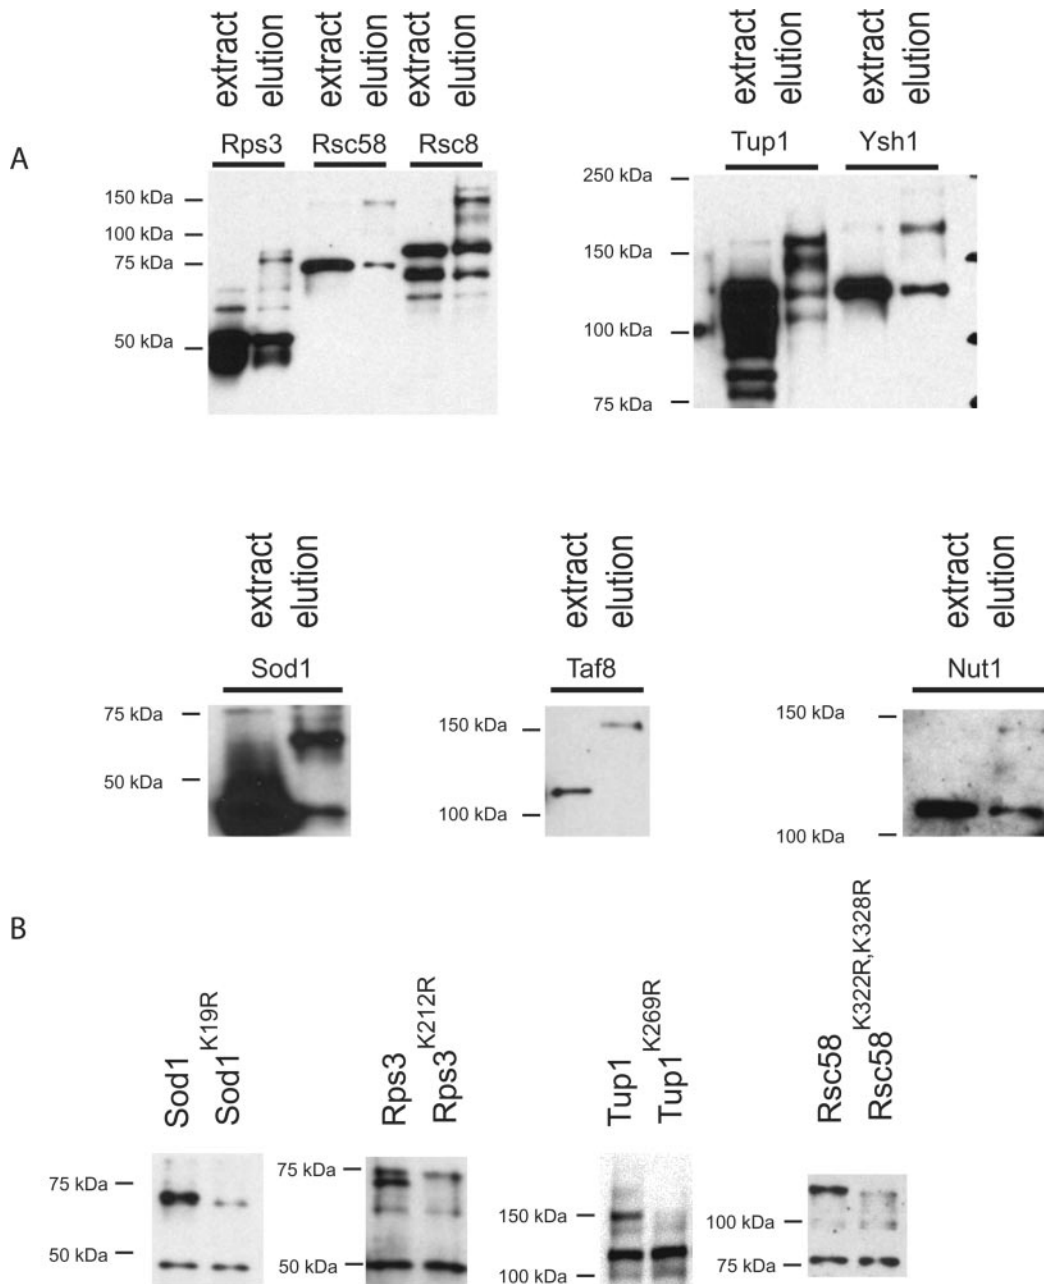 A
extract elution extract elution extract elution
Rps3 Rsc58 Rsc8
150 kDa
100 kDa
75 kDa
50 kDa
extract elution extract elution
Tup1 Ysh1
250 kDa
150 kDa
100 kDa
75 kDa
extract elution
Sod1
75 kDa
50 kDa
extract elution
Taf8
150 kDa
100 kDa
extract elution
Nut1
150 kDa
100 kDa
B
Sod1
Sod1K19R
75 kDa
50 kDa
Rps3
Rps3K212R
75 kDa
50 kDa
Tup1
Tup1K269R
150 kDa
100 kDa
Rsc58
Rsc58K322R,K328R
100 kDa
75 kDa